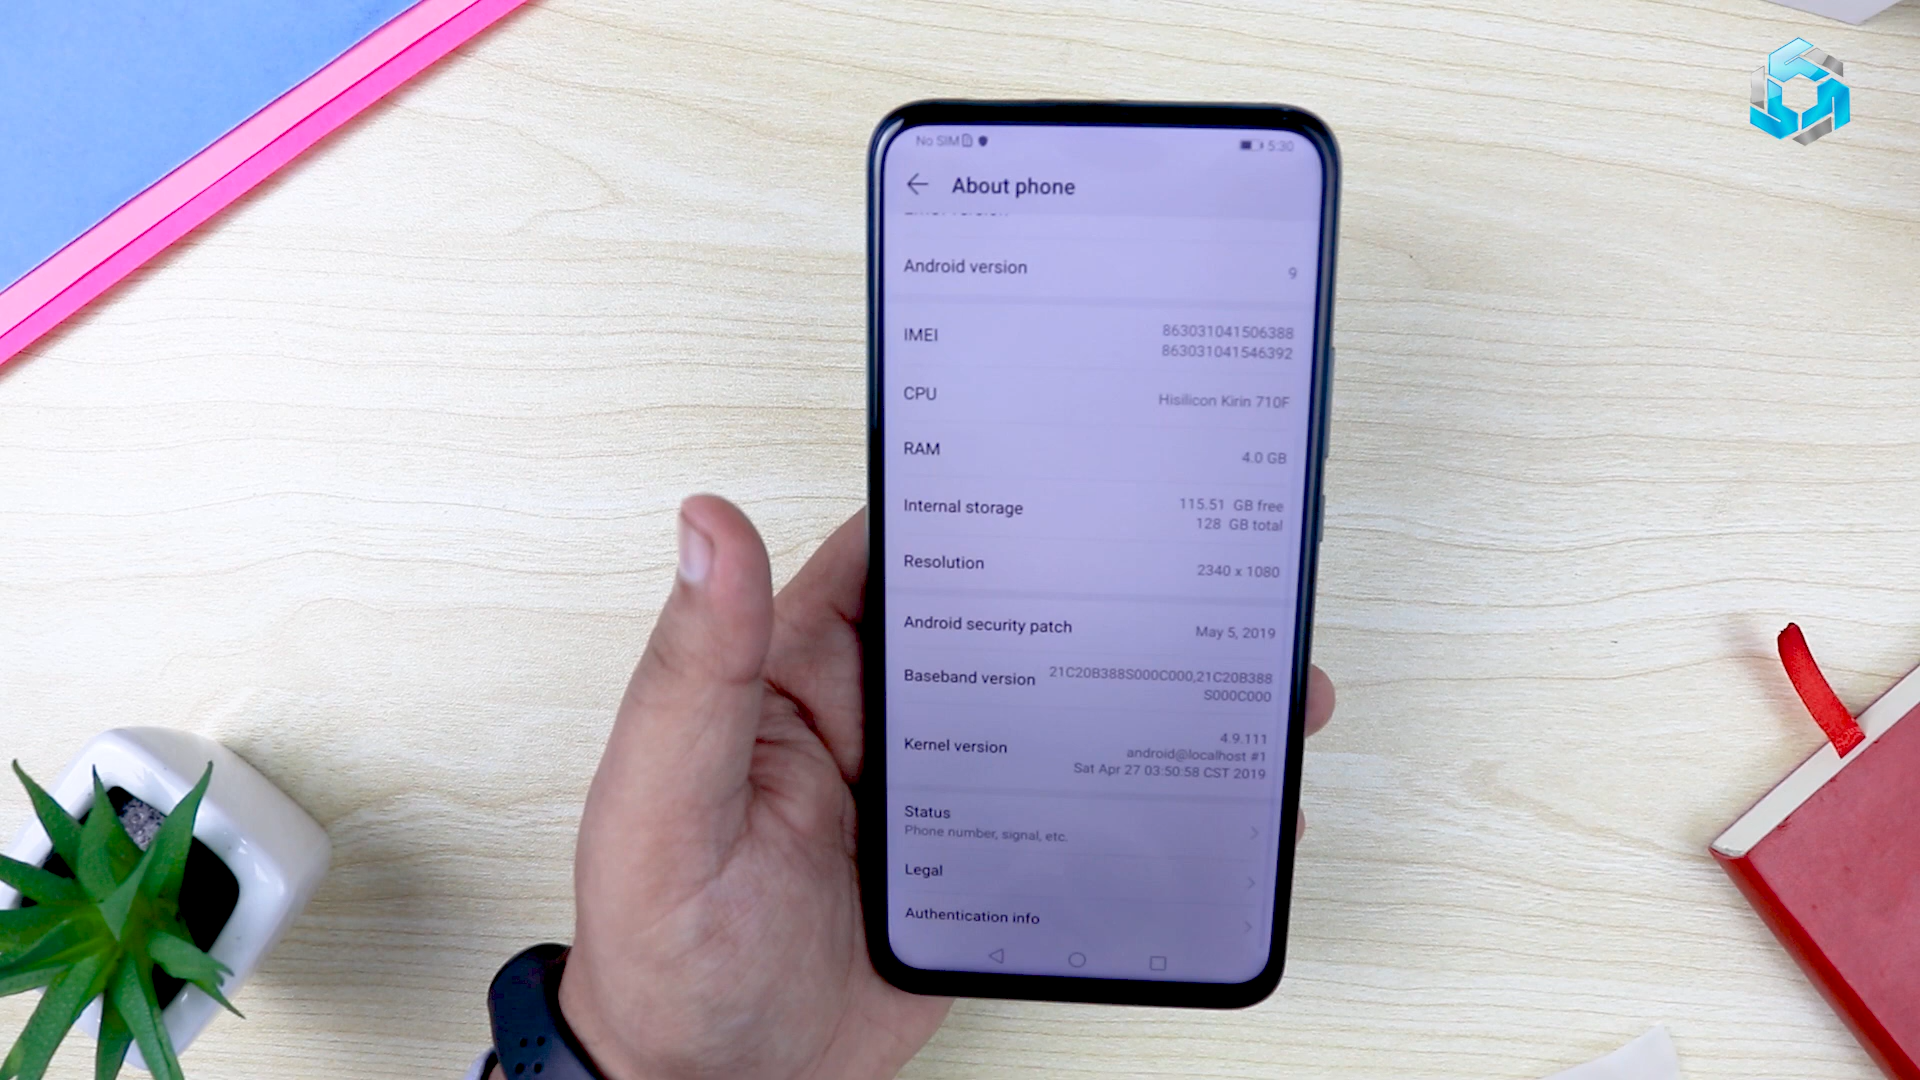 No SIM 5:30
About phone
Android version 9
IMEI 863031041506388
863031041546392
CPU Hisilicon Kirin 710F
RAM 4.0 GB
Internal storage 115.51 GB free
128 GB total
Resolution 2340 x 1080
Android security patch May 5, 2019
Baseband version 21C20B388S000C000,21C20B388
S000C000
Kernel version 4.9.111
android@localhost #1
Sat Apr 27 03:50:58 CST 2019
Status
Phone number, signal, etc.
Legal
Authentication info